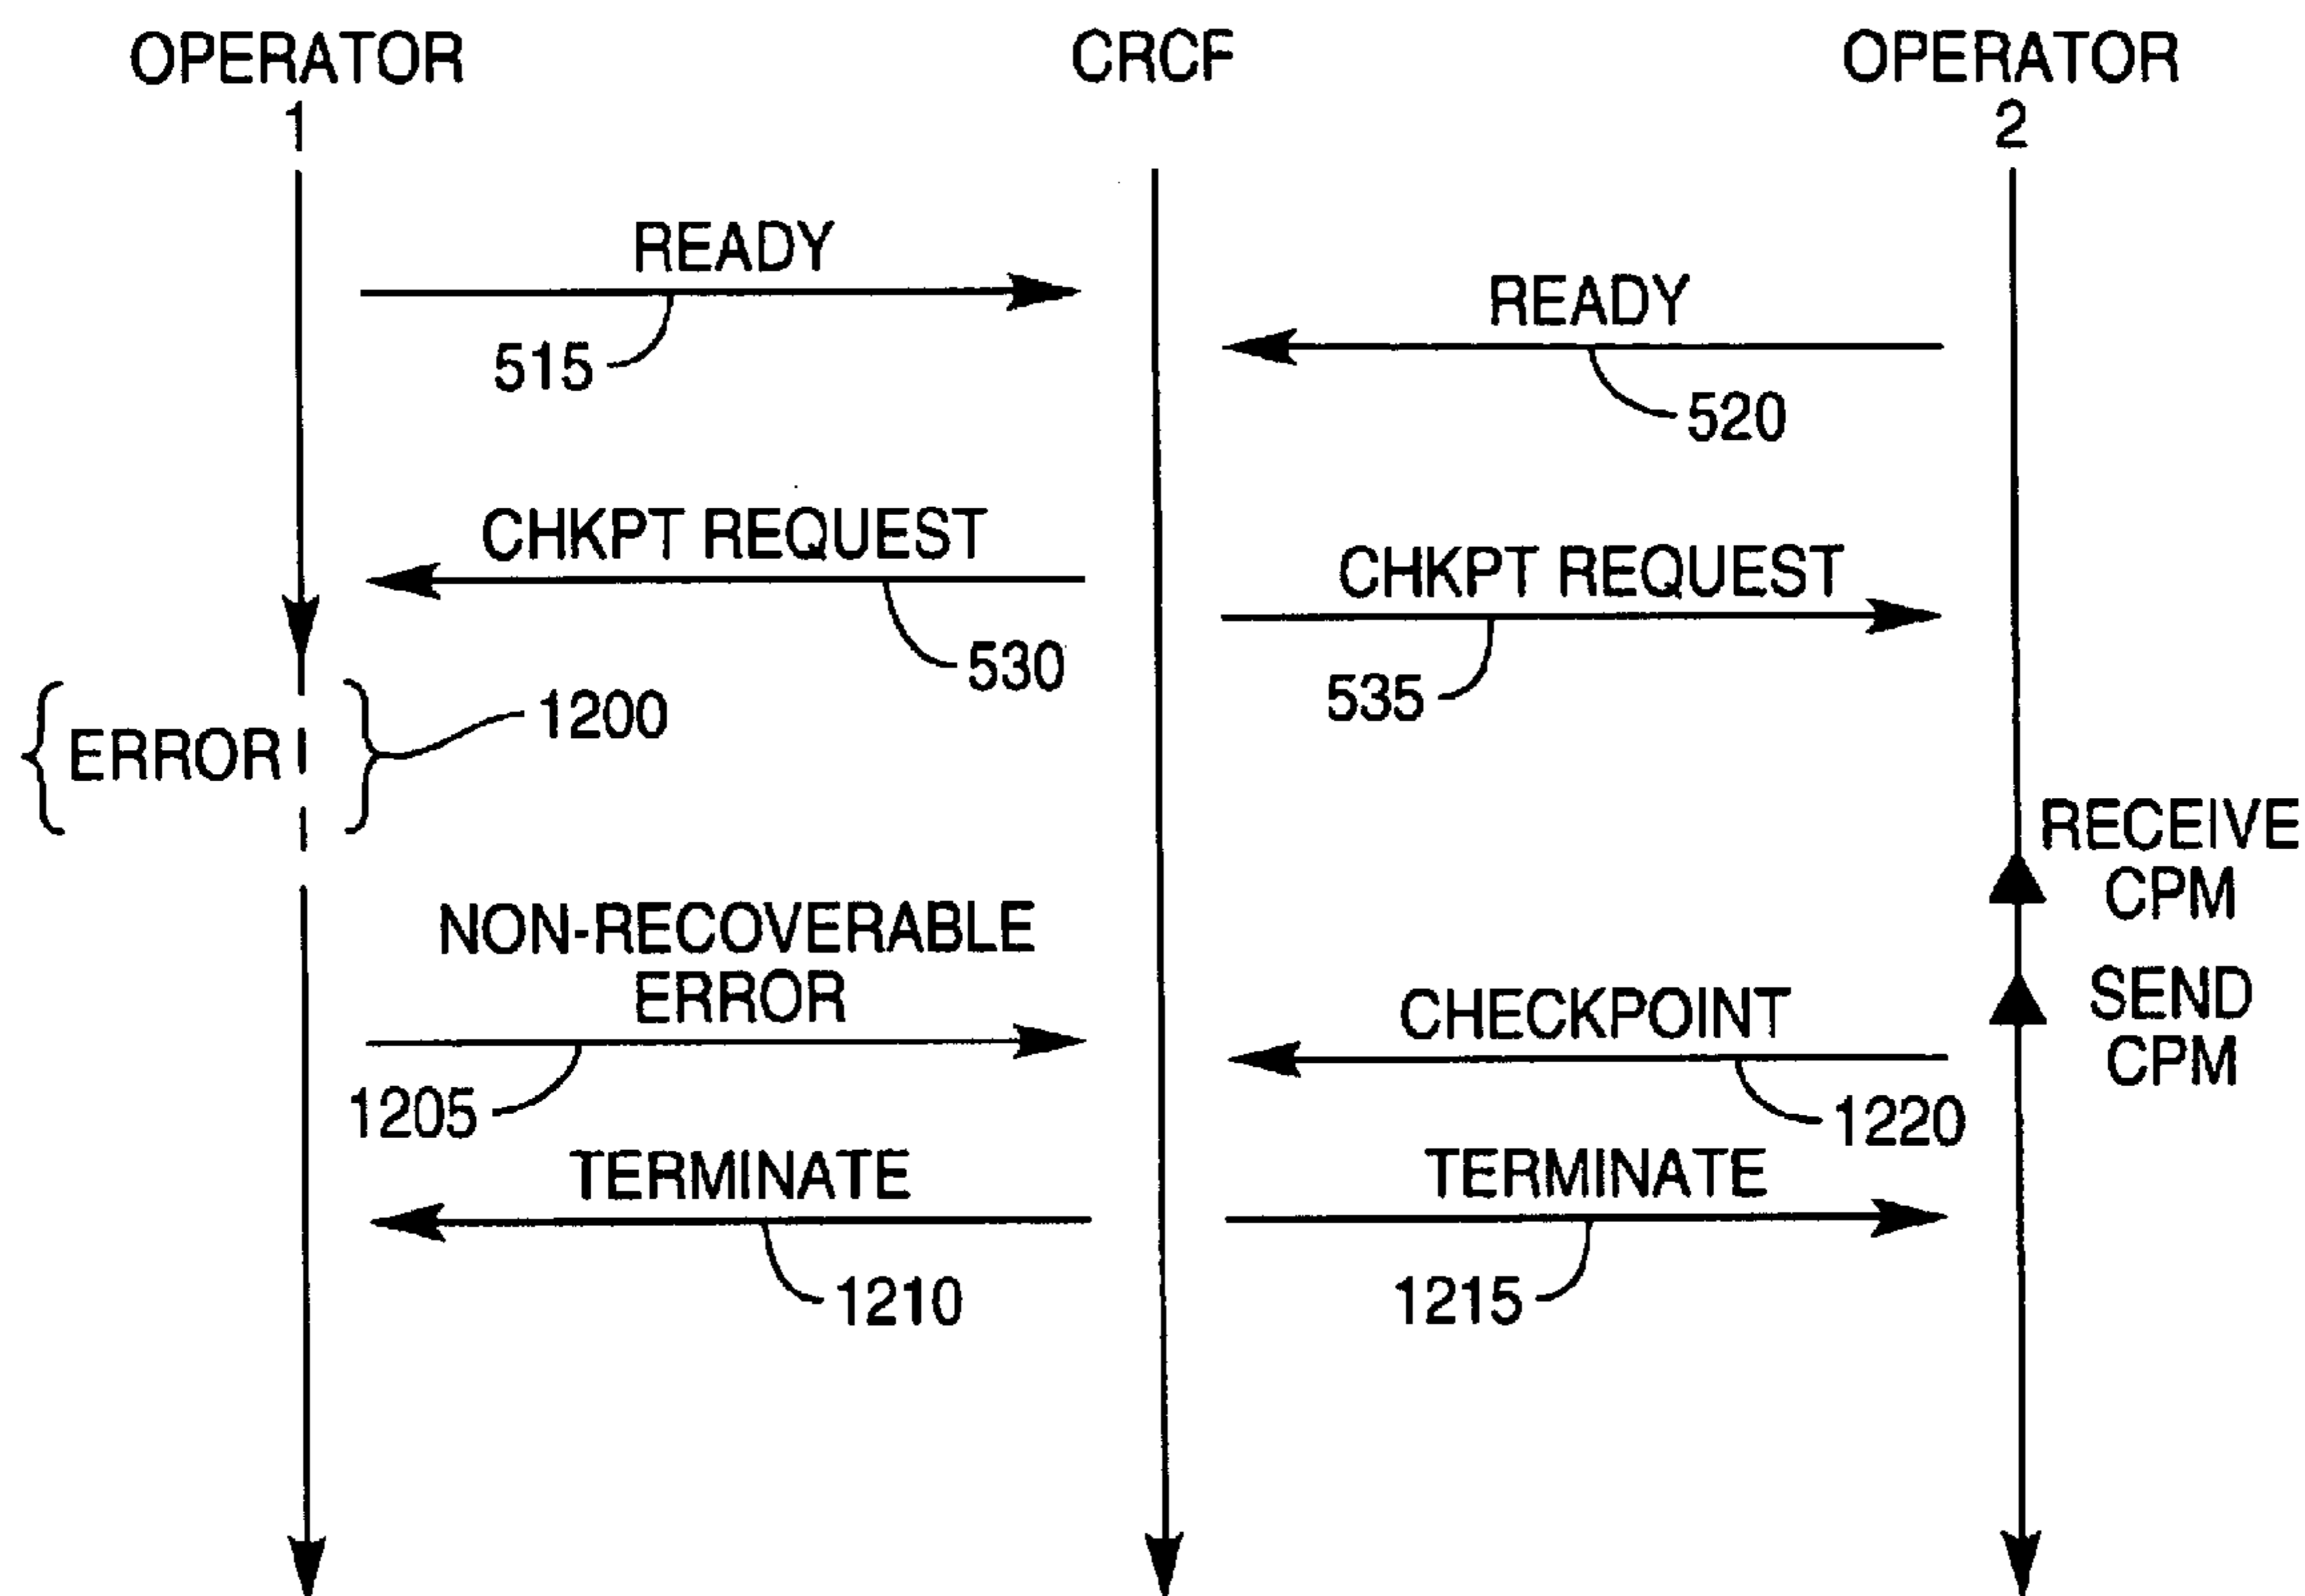 OPERATOR
1
CRCF
OPERATOR
2
READY
515
READY
520
CHKPT REQUEST
530
CHKPT REQUEST
535
ERROR
1200
RECEIVE
CPM
SEND
CPM
NON-RECOVERABLE
ERROR
1205
CHECKPOINT
1220
TERMINATE
1210
TERMINATE
1215